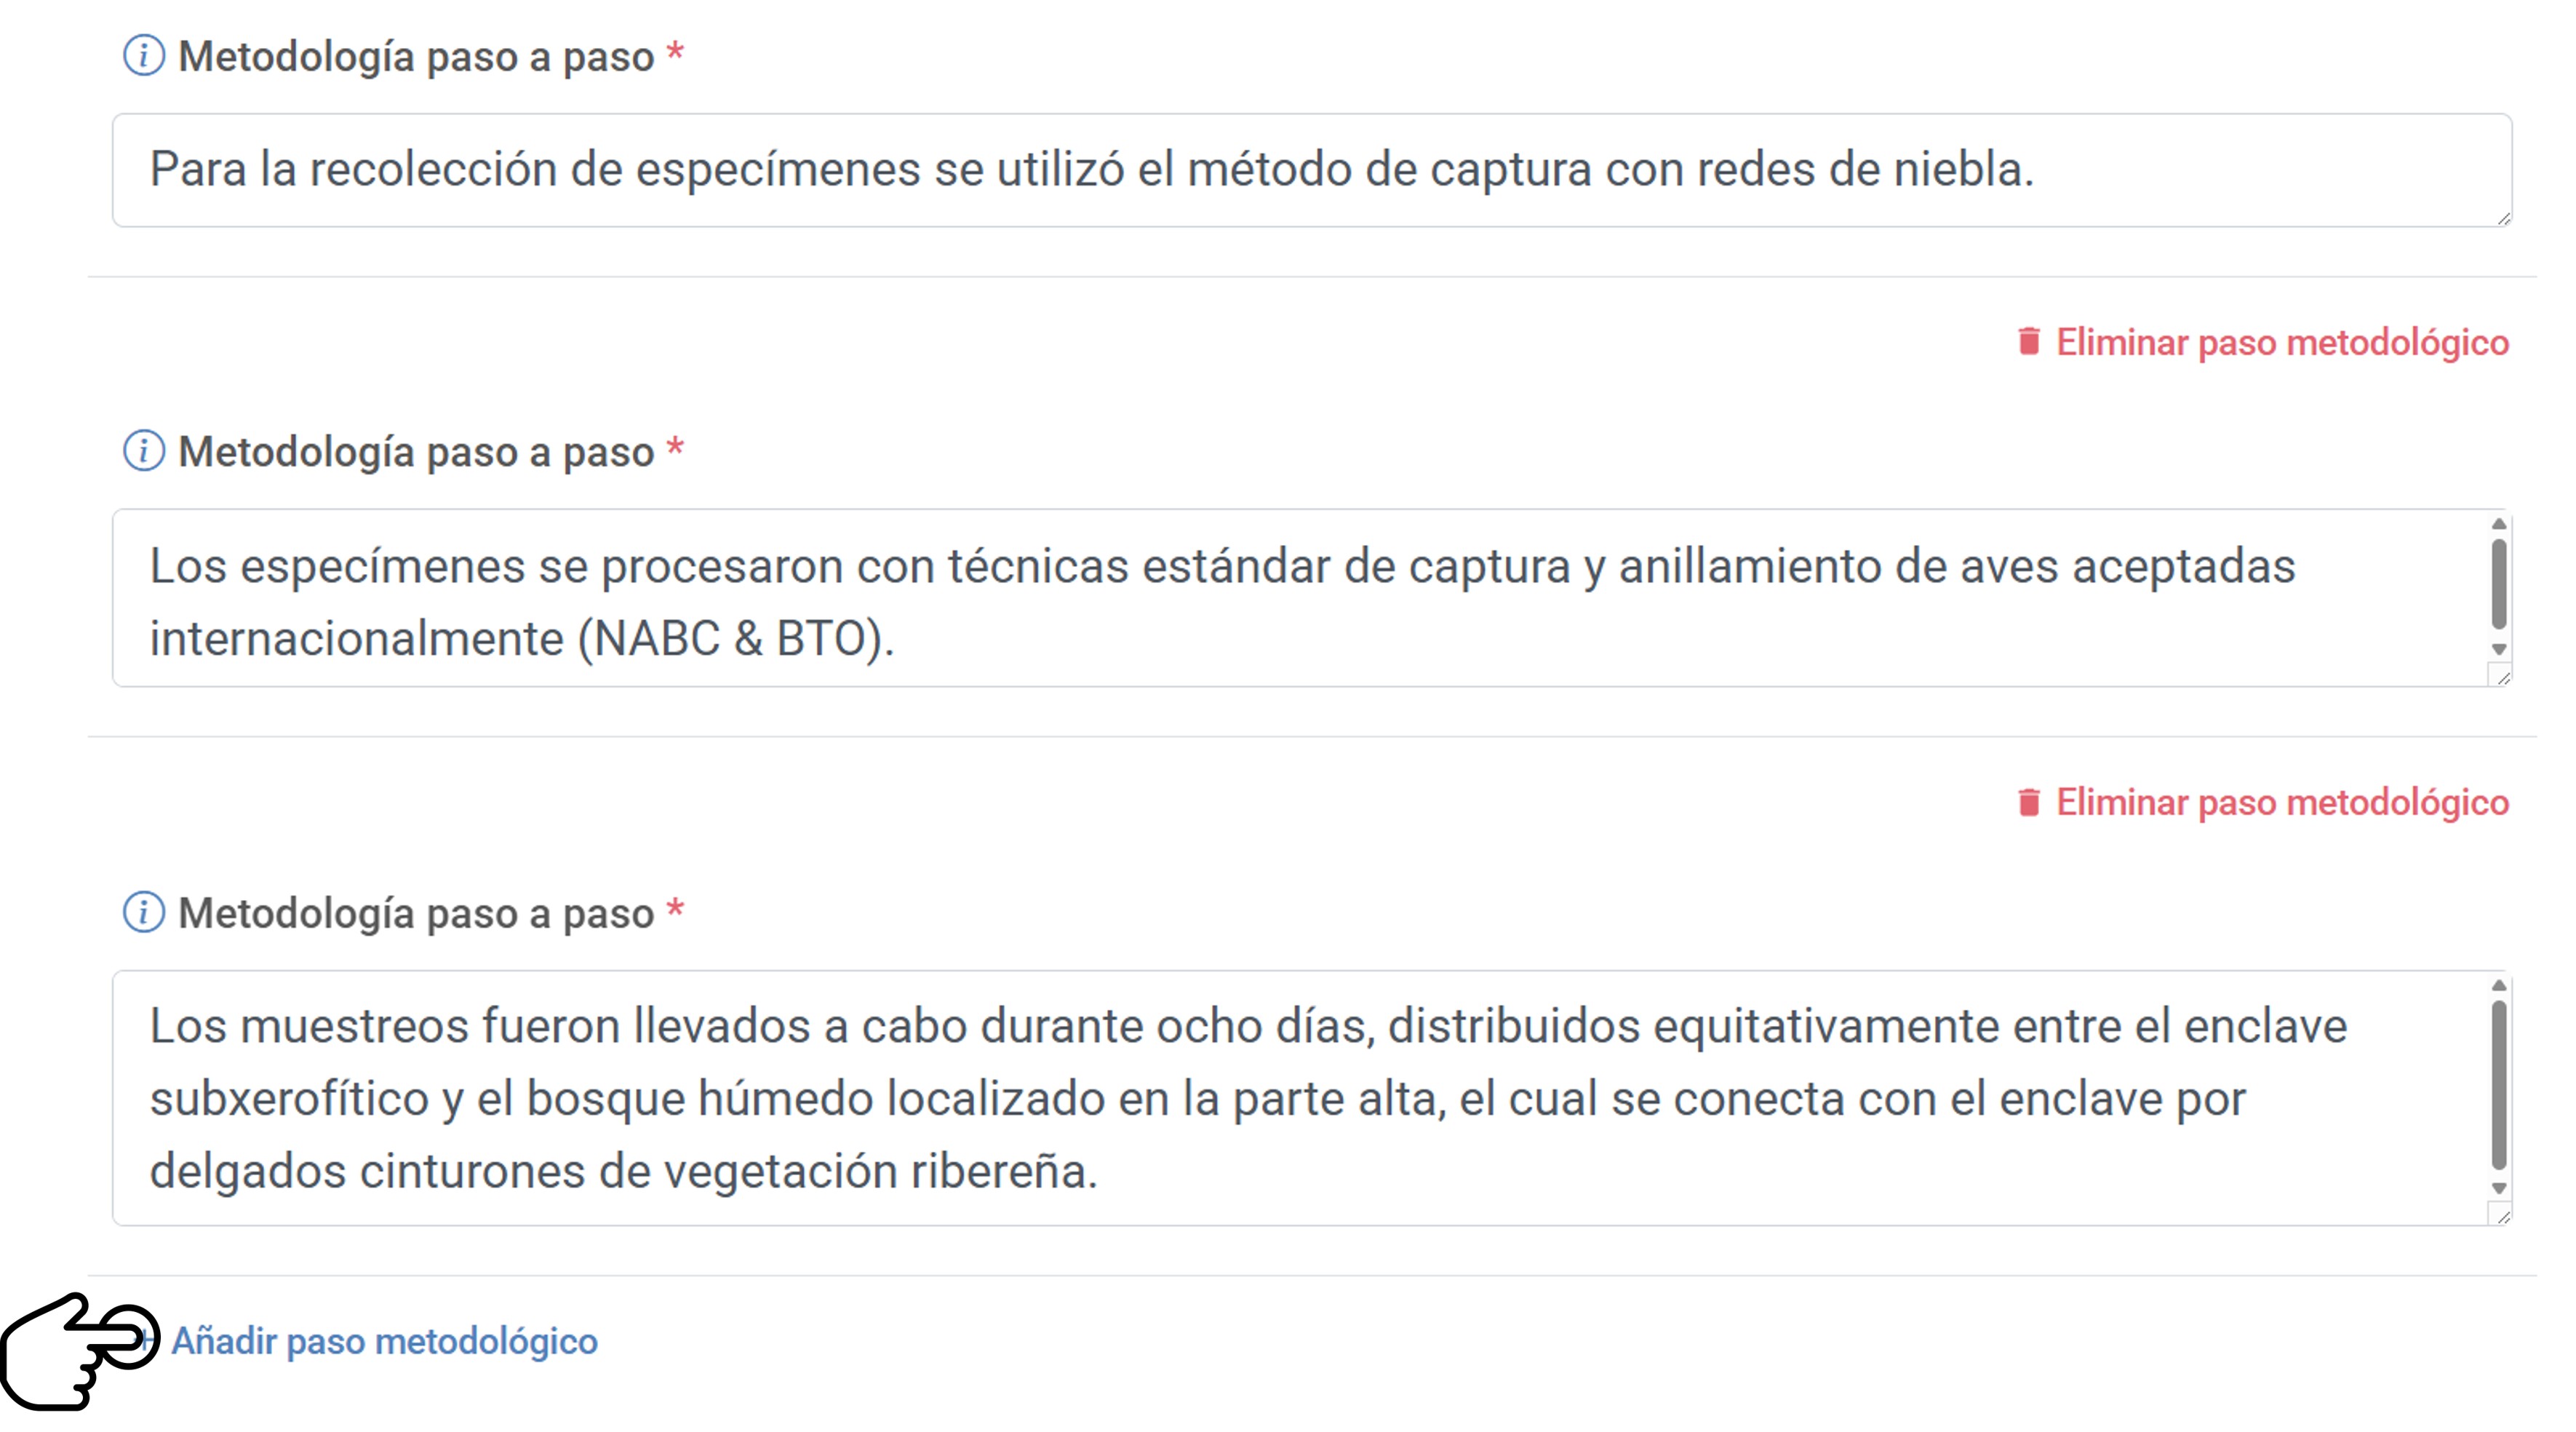 Metodología paso a paso *
Para la recolección de especímenes se utilizó el método de captura con redes de niebla.
Eliminar paso metodológico
Metodología paso a paso *
Los especímenes se procesaron con técnicas estándar de captura y anillamiento de aves aceptadas
internacionalmente (NABC & BTO).
Eliminar paso metodológico
Metodología paso a paso *
Los muestreos fueron llevados a cabo durante ocho días, distribuidos equitativamente entre el enclave
subxerofítico y el bosque húmedo localizado en la parte alta, el cual se conecta con el enclave por
delgados cinturones de vegetación ribereña.
+ Añadir paso metodológico